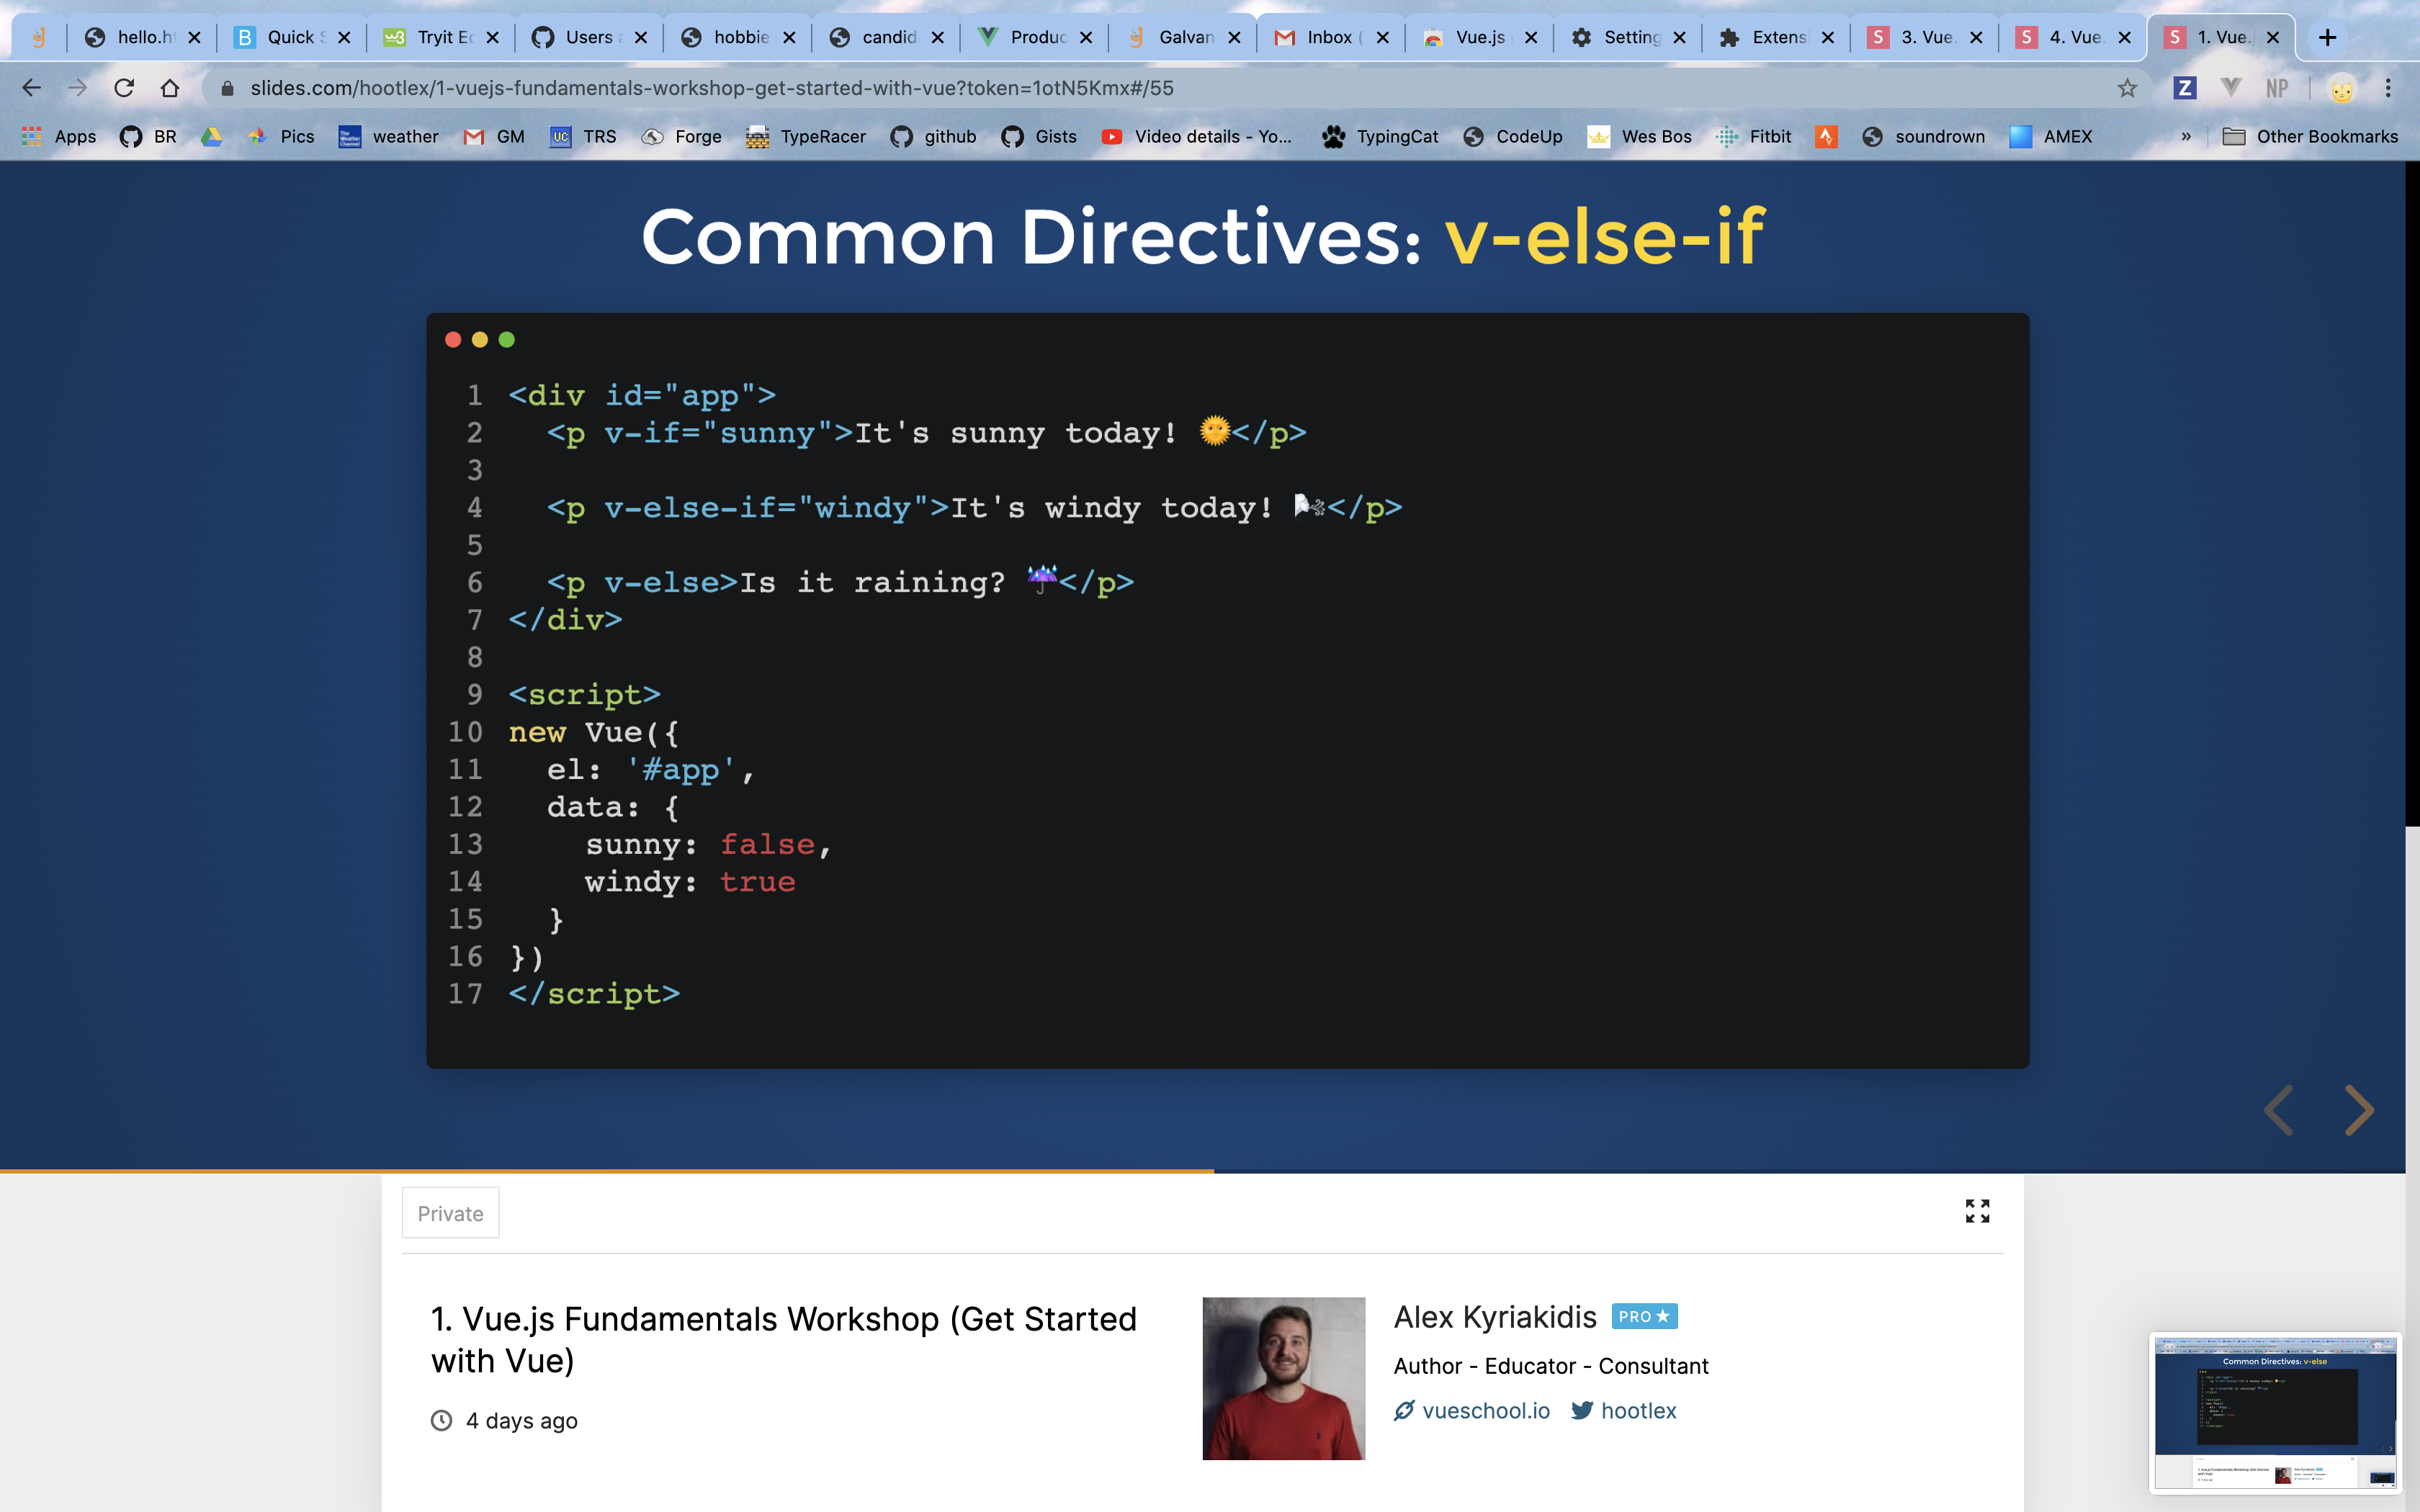 hello.h
Quick S
Tryit E
Users a
hobbie
candid
Produc
Galvan
Inbox (
Vue.js
Setting
Extensi
3. Vue.
4. Vue.
1. Vue.
slides.com/hootlex/1-vuejs-fundamentals-workshop-get-started-with-vue?token=1otN5Kmx#/55
Z NP
Apps BR Pics weather GM UC TRS Forge TypeRacer github Gists Video details - Yo... TypingCat CodeUp Wes Bos Fitbit soundrown AMEX » Other Bookmarks
Common Directives: v-else-if
1 <div id="app">
2 <p v-if="sunny">It's sunny today! 🌞</p>
3
4 <p v-else-if="windy">It's windy today! 🌬</p>
5
6 <p v-else>Is it raining? ☔</p>
7 </div>
8
9 <script>
10 new Vue({
11 el: '#app',
12 data: {
13 sunny: false,
14 windy: true
15 }
16 })
17 </script>
Private
1. Vue.js Fundamentals Workshop (Get Started
with Vue)
4 days ago
Alex Kyriakidis PRO ★
Author - Educator - Consultant
vueschool.io hootlex
Common Directives: v-else